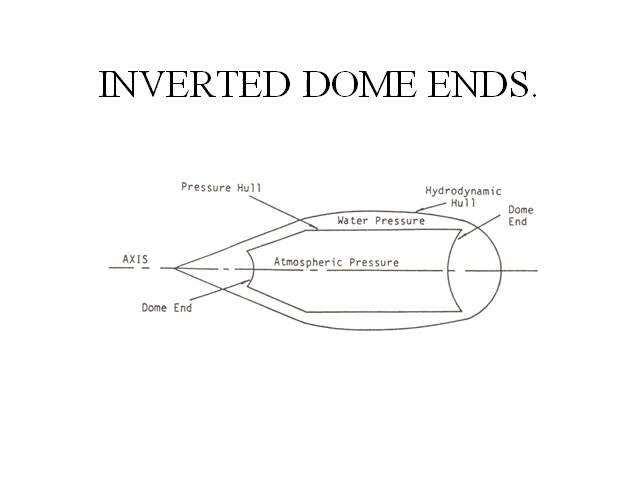 INVERTED DOME ENDS.
Pressure Hull
Hydrodynamic
Hull
Dome
End
Water Pressure
AXIS
Atmospheric Pressure
Dome End